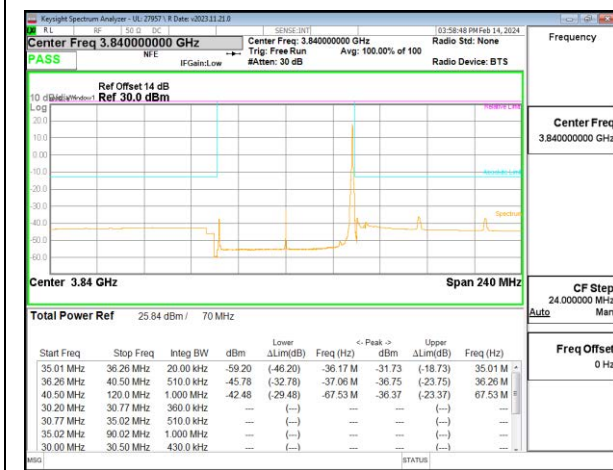 Keysight Spectrum Analyzer - UL: 27957 \ R Date: v2023.11.21.0
RL RF 50 Ω DC SENSE:INT 03:58:48 PM Feb 14, 2024
Center Freq 3.840000000 GHz
Center Freq: 3.840000000 GHz
Radio Std: None
NFE
Trig: Free Run
Avg: 100.00% of 100
PASS
IFGain:Low
#Atten: 30 dB
Radio Device: BTS
Ref Offset 14 dB
10 dB/div
Ref 30.0 dBm
Log
Relative Limit
20.0
10.0
0.00
-10.0
Absolute Limit
-20.0
-30.0
Spectrum
-40.0
-50.0
-60.0
Center 3.84 GHz
Span 240 MHz
Total Power Ref 25.84 dBm / 70 MHz
Lower <- Peak -> Upper
Start Freq Stop Freq Integ BW dBm ΔLim(dB) Freq (Hz) dBm ΔLim(dB) Freq (Hz)
35.01 MHz 36.26 MHz 20.00 kHz -59.20 (-46.20) -36.17 M -31.73 (-18.73) 35.01 M
36.26 MHz 40.50 MHz 510.0 kHz -45.78 (-32.78) -37.06 M -36.75 (-23.75) 36.26 M
40.50 MHz 120.0 MHz 1.000 MHz -42.48 (-29.48) -67.53 M -36.37 (-23.37) 67.53 M
30.20 MHz 30.77 MHz 360.0 kHz --- (---) --- --- (---) ---
30.77 MHz 35.02 MHz 510.0 kHz --- (---) --- --- (---) ---
35.02 MHz 90.02 MHz 1.000 MHz --- (---) --- --- (---) ---
30.00 MHz 30.50 MHz 430.0 kHz --- (---) --- --- (---) ---
MSG
STATUS
Frequency
Center Freq
3.840000000 GHz
CF Step
24.000000 MHz
Auto Man
Freq Offset
0 Hz